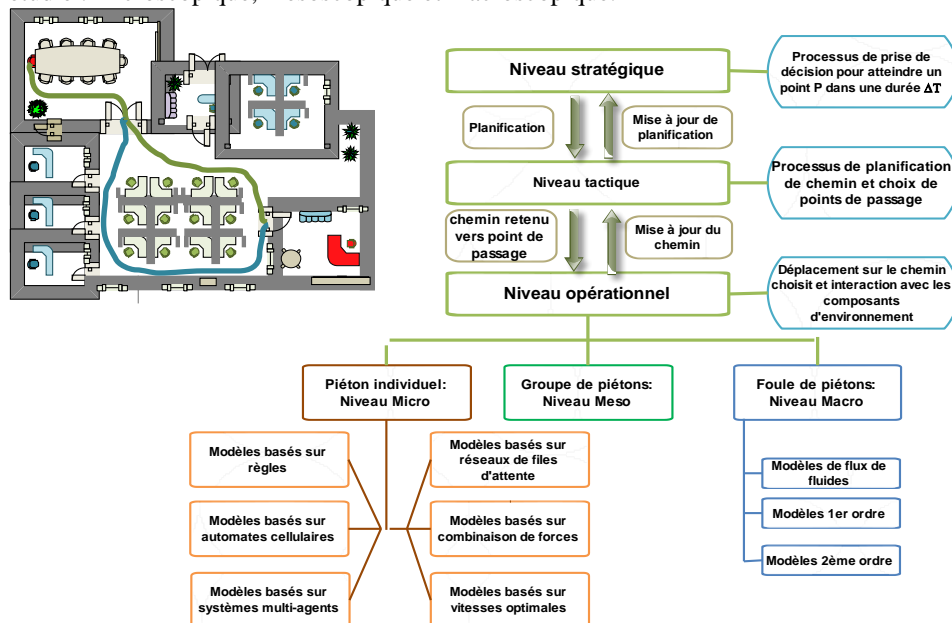 microscopique, mésoscopique et macroscopique.
Niveau stratégique
Processus de prise de
décision pour atteindre un
point P dans une durée ΔT
Planification
Mise à jour de
planification
Niveau tactique
Processus de planification
de chemin et choix de
points de passage
chemin retenu
vers point de
passage
Mise à jour du
chemin
Niveau opérationnel
Déplacement sur le chemin
choisit et interaction avec les
composants
d'environnement
Piéton individuel:
Niveau Micro
Groupe de piétons:
Niveau Meso
Foule de piétons:
Niveau Macro
Modèles basés sur
règles
Modèles basés sur
réseaux de files
d'attente
Modèles de flux de
fluides
Modèles basés sur
automates cellulaires
Modèles basés sur
combinaison de forces
Modèles 1er ordre
Modèles 2ème ordre
Modèles basés sur
systèmes multi-agents
Modèles basés sur
vitesses optimales